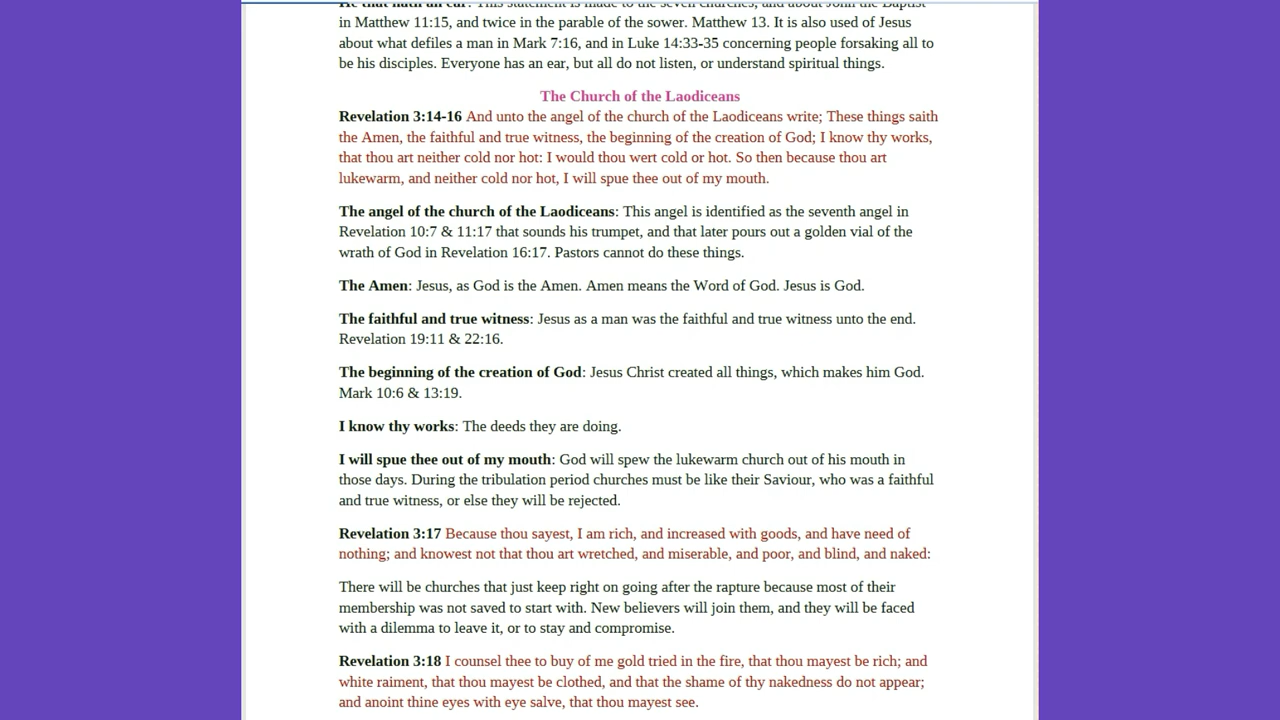 He that hath an ear: This statement is made to the seven churches, and about John the Baptist
in Matthew 11:15, and twice in the parable of the sower. Matthew 13. It is also used of Jesus
about what defiles a man in Mark 7:16, and in Luke 14:33-35 concerning people forsaking all to
be his disciples. Everyone has an ear, but all do not listen, or understand spiritual things.
The Church of the Laodiceans
Revelation 3:14-16 And unto the angel of the church of the Laodiceans write; These things saith
the Amen, the faithful and true witness, the beginning of the creation of God; I know thy works,
that thou art neither cold nor hot: I would thou wert cold or hot. So then because thou art
lukewarm, and neither cold nor hot, I will spue thee out of my mouth.
The angel of the church of the Laodiceans: This angel is identified as the seventh angel in
Revelation 10:7 & 11:17 that sounds his trumpet, and that later pours out a golden vial of the
wrath of God in Revelation 16:17. Pastors cannot do these things.
The Amen: Jesus, as God is the Amen. Amen means the Word of God. Jesus is God.
The faithful and true witness: Jesus as a man was the faithful and true witness unto the end.
Revelation 19:11 & 22:16.
The beginning of the creation of God: Jesus Christ created all things, which makes him God.
Mark 10:6 & 13:19.
I know thy works: The deeds they are doing.
I will spue thee out of my mouth: God will spew the lukewarm church out of his mouth in
those days. During the tribulation period churches must be like their Saviour, who was a faithful
and true witness, or else they will be rejected.
Revelation 3:17 Because thou sayest, I am rich, and increased with goods, and have need of
nothing; and knowest not that thou art wretched, and miserable, and poor, and blind, and naked:
There will be churches that just keep right on going after the rapture because most of their
membership was not saved to start with. New believers will join them, and they will be faced
with a dilemma to leave it, or to stay and compromise.
Revelation 3:18 I counsel thee to buy of me gold tried in the fire, that thou mayest be rich; and
white raiment, that thou mayest be clothed, and that the shame of thy nakedness do not appear;
and anoint thine eyes with eye salve, that thou mayest see.